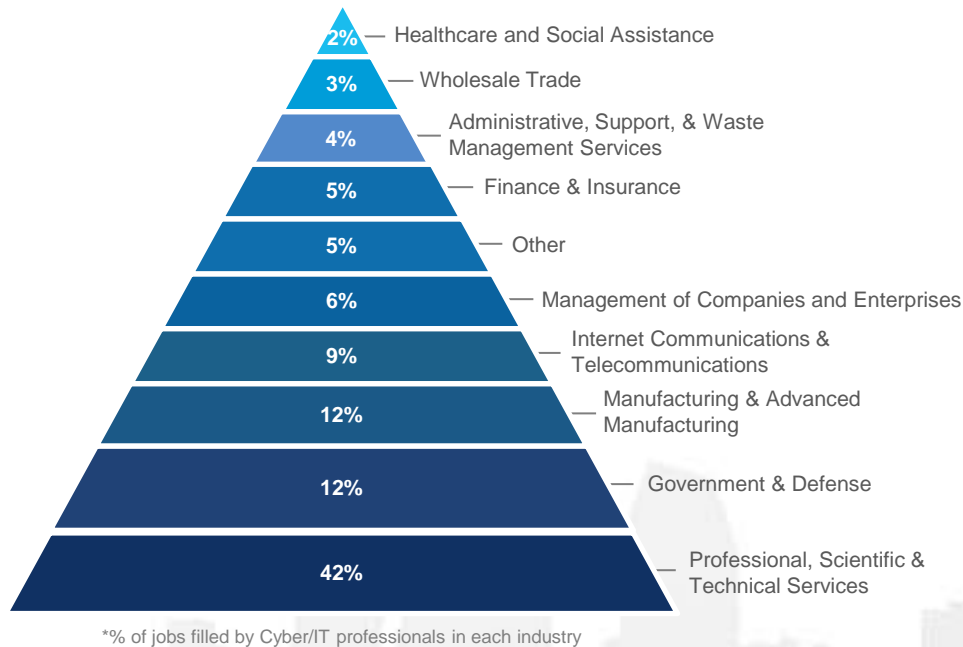 2%
Healthcare and Social Assistance
3%
Wholesale Trade
4%
Administrative, Support, & Waste
Management Services
5%
Finance & Insurance
5%
Other
6%
Management of Companies and Enterprises
9%
Internet Communications &
Telecommunications
12%
Manufacturing & Advanced
Manufacturing
12%
Government & Defense
42%
Professional, Scientific &
Technical Services
*% of jobs filled by Cyber/IT professionals in each industry